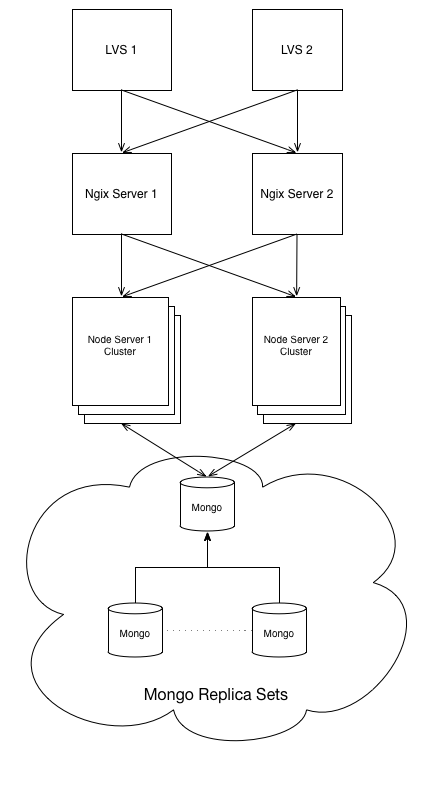 LVS 1
LVS 2
Ngix Server 1
Ngix Server 2
Node Server 1
Cluster
Node Server 2
Cluster
Mongo
Mongo
Mongo
Mongo Replica Sets